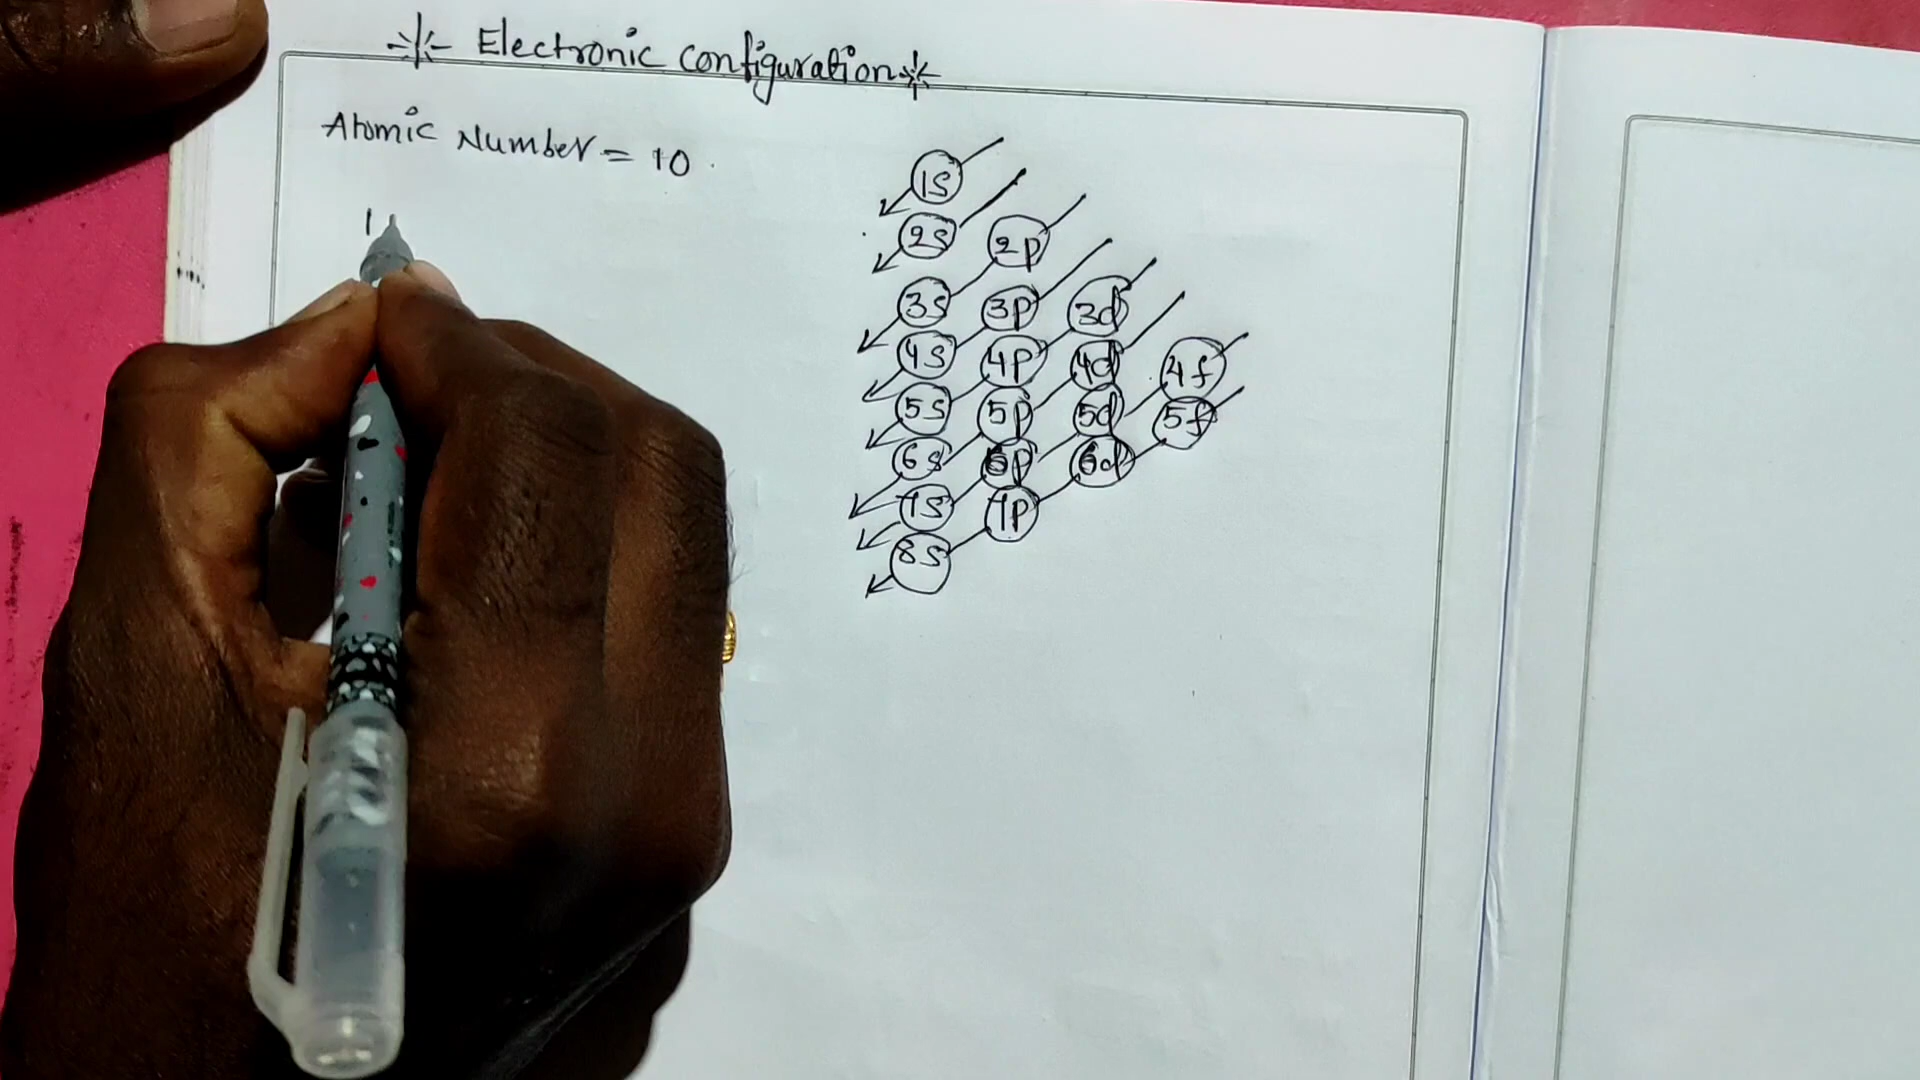 Electronic configuration
Atomic Number = 10
1
1s
2s 2p
3s 3p 3d
4s 4p 4d 4f
5s 5p 5d 5f
6s 6p 6d
7s 7p
8s